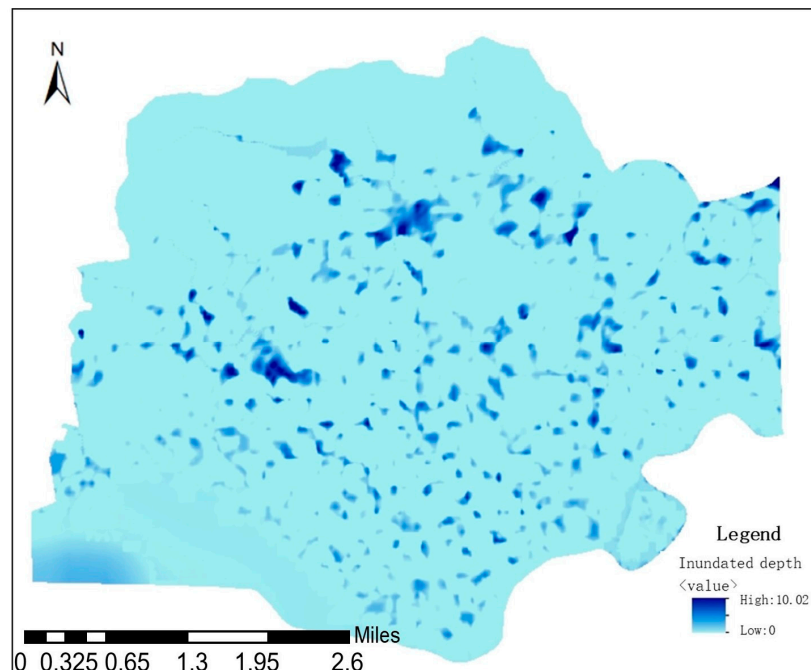 N
Legend
Inundated depth
<value>
High:10.02
Low:0
Miles
0 0.325 0.65 1.3 1.95 2.6